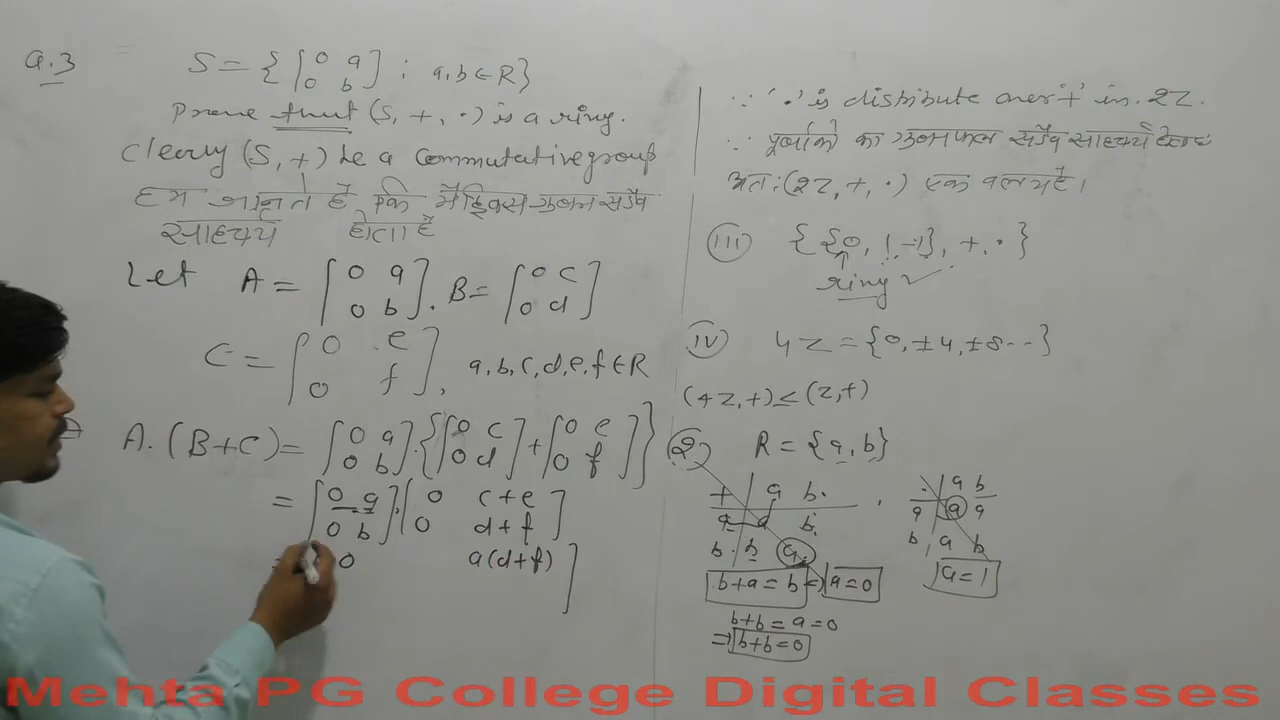 Q.3 S = { [0 a
0 b] ; a,b ∈ R}
Prove that (S, +, ·) is a ring.
Clearly (S, +) be a commutative group
हम जानते हैं कि मैट्रिक्स गुणन सदैव
साहचर्य होता है
Let A = [0 a
0 b] . B = [0 c
0 d]
C = [0 e
0 f] , a,b,c,d,e,f ∈ R
A.(B+C) = [0 a
0 b] . {[0 c
0 d] + [0 e
0 f]}
= [0 a
0 b] . [0 c+e
0 d+f]
= 0 a(d+f)
∵ '·' is distribute over '+' in 2Z.
∵ पूर्णांको का गुणनफल सदैव साहचर्य होता है
अत: (2Z, +, ·) एक वलय है।
(iii) { {0, 1, -1}, +, · }
ring ✓
(iv) 4Z = {0, ±4, ±8 - - }
(4Z, +) ≤ (Z, +)
(2) R = {a, b}
+ a b
a a b
b b a
· a b
a a a
b a b
b+a = b ⇒ a = 0
a = 1
b+b = a = 0
⇒ b+b = 0
Mehta PG College Digital Classes